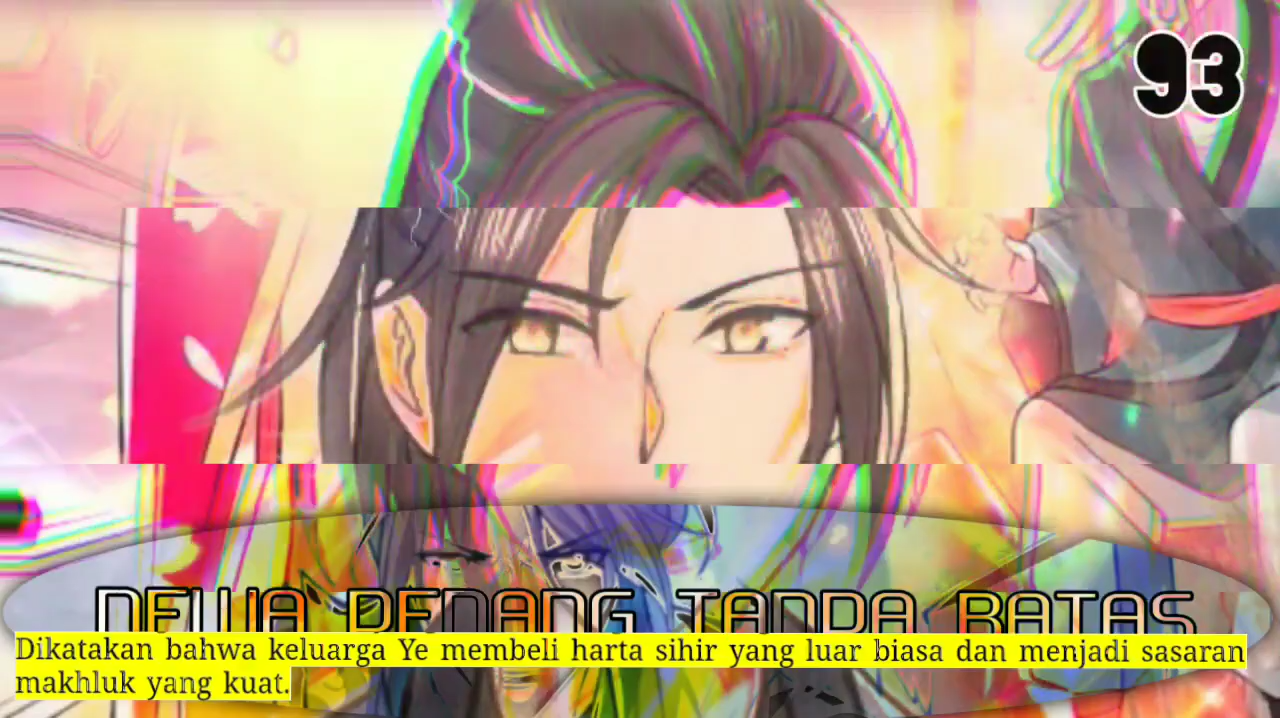 93
DEWA PEDANG TANPA BATAS
Dikatakan bahwa keluarga Ye membeli harta sihir yang luar biasa dan menjadi sasaran
makhluk yang kuat.